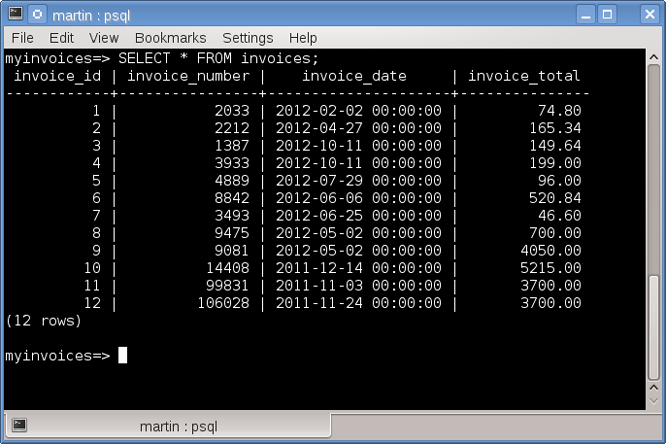 martin : psql
File Edit View Bookmarks Settings Help
myinvoices=> SELECT * FROM invoices;
 invoice_id | invoice_number |    invoice_date     | invoice_total
------------+----------------+---------------------+---------------
          1 |           2033 | 2012-02-02 00:00:00 |         74.80
          2 |           2212 | 2012-04-27 00:00:00 |        165.34
          3 |           1387 | 2012-10-11 00:00:00 |        149.64
          4 |           3933 | 2012-10-11 00:00:00 |        199.00
          5 |           4889 | 2012-07-29 00:00:00 |         96.00
          6 |           8842 | 2012-06-06 00:00:00 |        520.84
          7 |           3493 | 2012-06-25 00:00:00 |         46.60
          8 |           9475 | 2012-05-02 00:00:00 |        700.00
          9 |           9081 | 2012-05-02 00:00:00 |       4050.00
         10 |          14408 | 2011-12-14 00:00:00 |       5215.00
         11 |          99831 | 2011-11-03 00:00:00 |       3700.00
         12 |         106028 | 2011-11-24 00:00:00 |       3700.00
(12 rows)
myinvoices=>
martin : psql